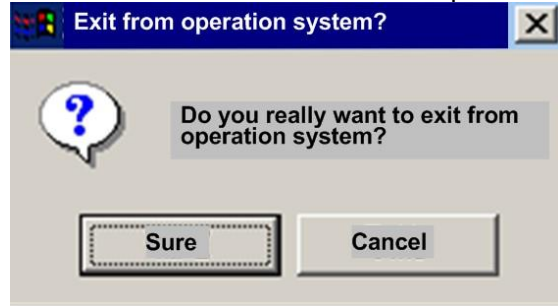 Exit from operation system?
Do you really want to exit from
operation system?
Sure
Cancel